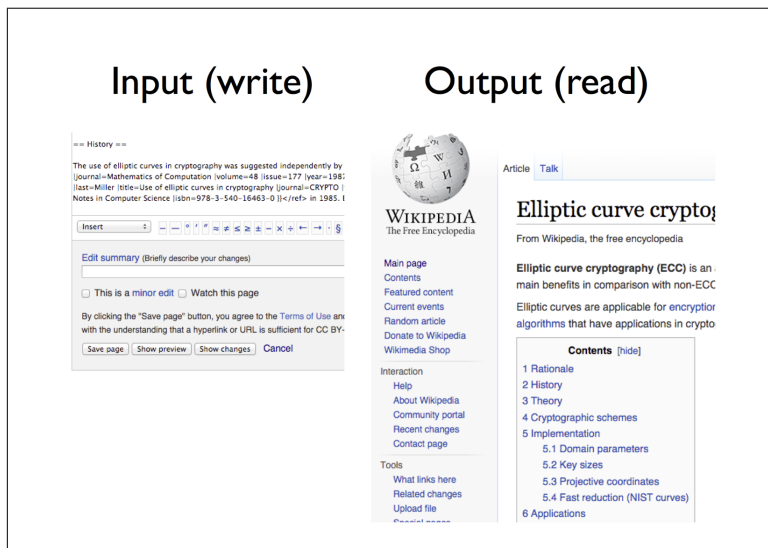 Input (write)
Output (read)
== History ==
The use of elliptic curves in cryptography was suggested independently by
|journal=Mathematics of Computation |volume=48 |issue=177 |year=1987
|last=Miller |title=Use of elliptic curves in cryptography |journal=CRYPTO
Notes in Computer Science |isbn=978-3-540-16463-0 }}</ref> in 1985. E
Insert – — ° ′ ″ ≈ ≠ ≤ ≥ ± − × ÷ ← → · §
Edit summary (Briefly describe your changes)
This is a minor edit Watch this page
By clicking the "Save page" button, you agree to the Terms of Use and
with the understanding that a hyperlink or URL is sufficient for CC BY-
Save page Show preview Show changes Cancel
Ω W И 維
WIKIPEDIA
The Free Encyclopedia
Main page
Contents
Featured content
Current events
Random article
Donate to Wikipedia
Wikimedia Shop
Interaction
Help
About Wikipedia
Community portal
Recent changes
Contact page
Tools
What links here
Related changes
Upload file
Special pages
Article Talk
Elliptic curve cryptog
From Wikipedia, the free encyclopedia
Elliptic curve cryptography (ECC) is an
main benefits in comparison with non-ECC
Elliptic curves are applicable for encryption
algorithms that have applications in crypto
Contents [hide]
1 Rationale
2 History
3 Theory
4 Cryptographic schemes
5 Implementation
5.1 Domain parameters
5.2 Key sizes
5.3 Projective coordinates
5.4 Fast reduction (NIST curves)
6 Applications